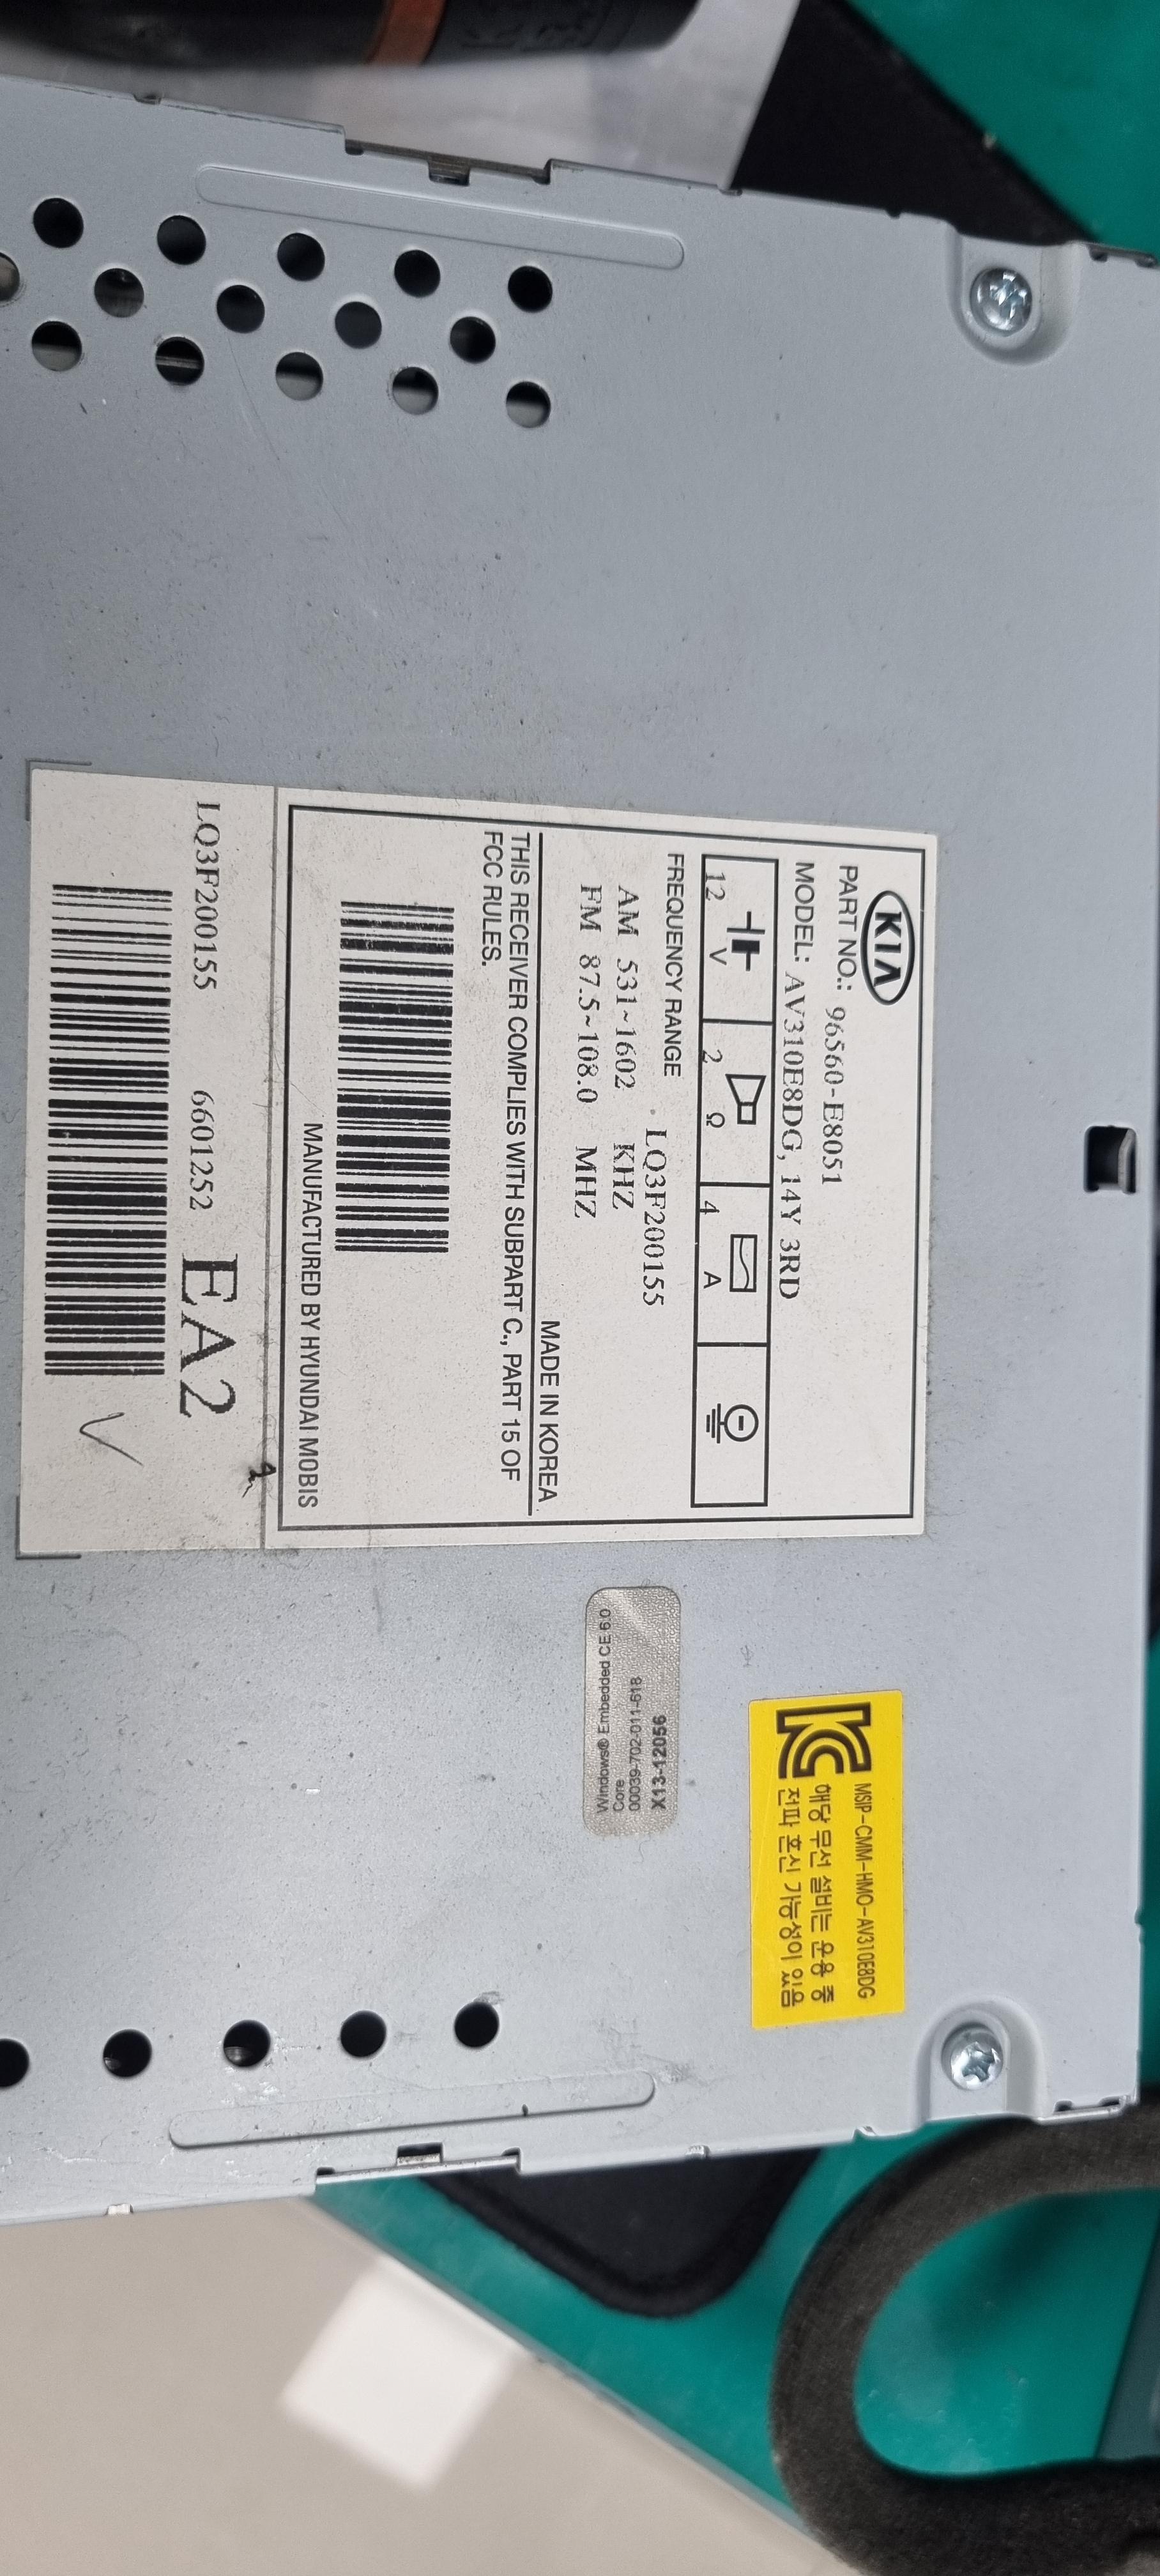 KIA
PART NO.: 96560-E8051
MODEL: AV310E8DG, 14Y 3RD
12 V 2 Ω 4 A
LQ3F200155
FREQUENCY RANGE
AM 531~1602 KHZ
FM 87.5~108.0 MHZ
MADE IN KOREA
THIS RECEIVER COMPLIES WITH SUBPART C., PART 15 OF
FCC RULES.
MANUFACTURED BY HYUNDAI MOBIS
LQ3F200155 6601252 EA2
MSIP-CMM-HMO-AV310E8DG
해당 무선 설비는 운용 중
전파 혼신 가능성이 있음
Windows® Embedded CE 6.0
Core
00039-702-011-618
X13-12056